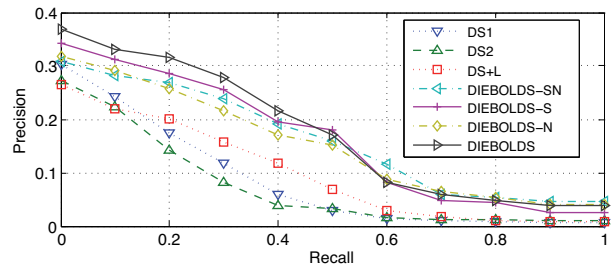 Precision
0.4
0.3
0.2
0.1
0
0
0.2
0.4
0.6
0.8
1
Recall
DS1
DS2
DS+L
DIEBOLDS−SN
DIEBOLDS−S
DIEBOLDS−N
DIEBOLDS